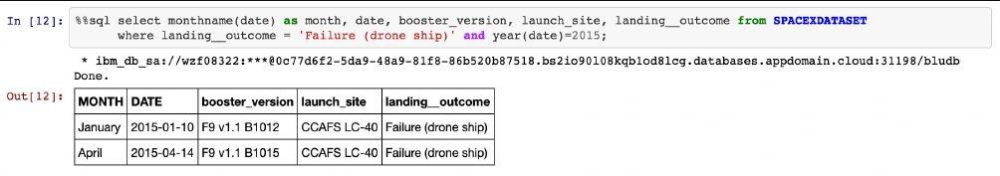 In [12]: %%sql select monthname(date) as month, date, booster_version, launch_site, landing__outcome from SPACEXDATASET
where landing__outcome = 'Failure (drone ship)' and year(date)=2015;
* ibm_db_sa://wzf08322:***@0c77d6f2-5da9-48a9-81f8-86b520b87518.bs2io90l08kqb1od8lcg.databases.appdomain.cloud:31198/bludb
Done.
Out[12]: MONTH DATE booster_version launch_site landing__outcome
January 2015-01-10 F9 v1.1 B1012 CCAFS LC-40 Failure (drone ship)
April 2015-04-14 F9 v1.1 B1015 CCAFS LC-40 Failure (drone ship)